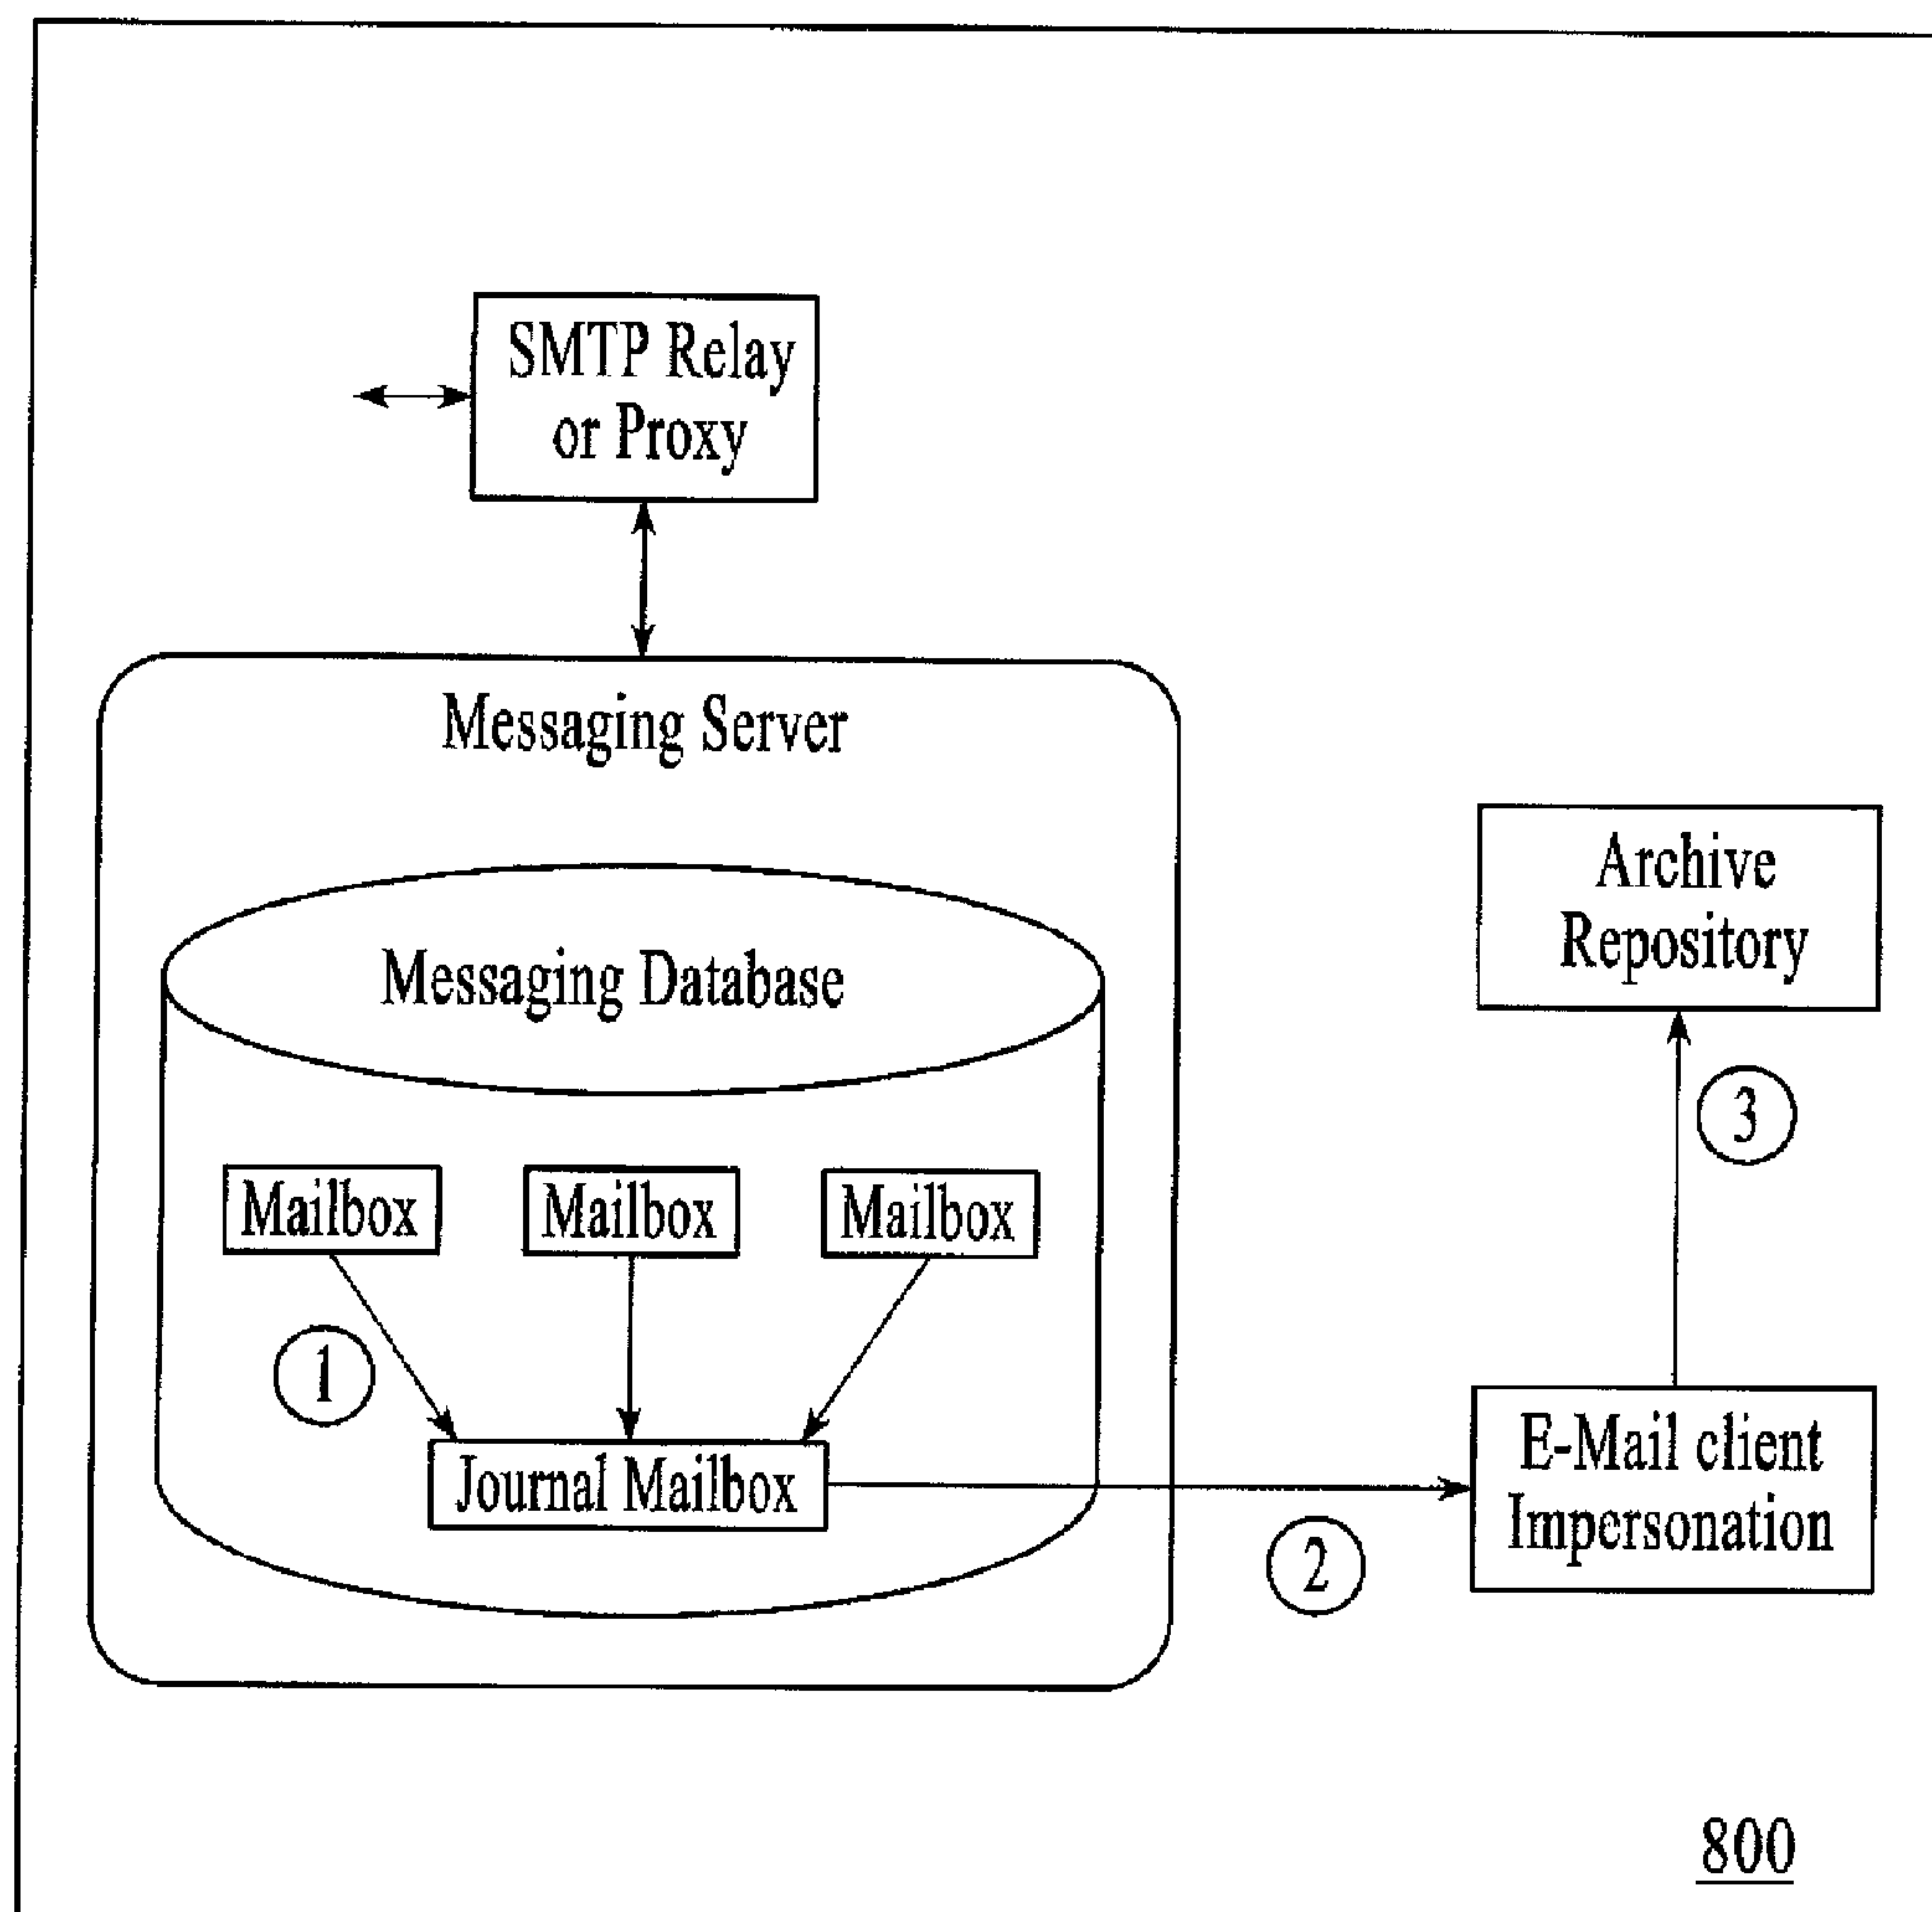 SMTP Relay
or Proxy
Messaging Server
Messaging Database
Archive
Repository
3
Mailbox
Mailbox
Mailbox
1
Journal Mailbox
E-Mail client
Impersonation
2
800